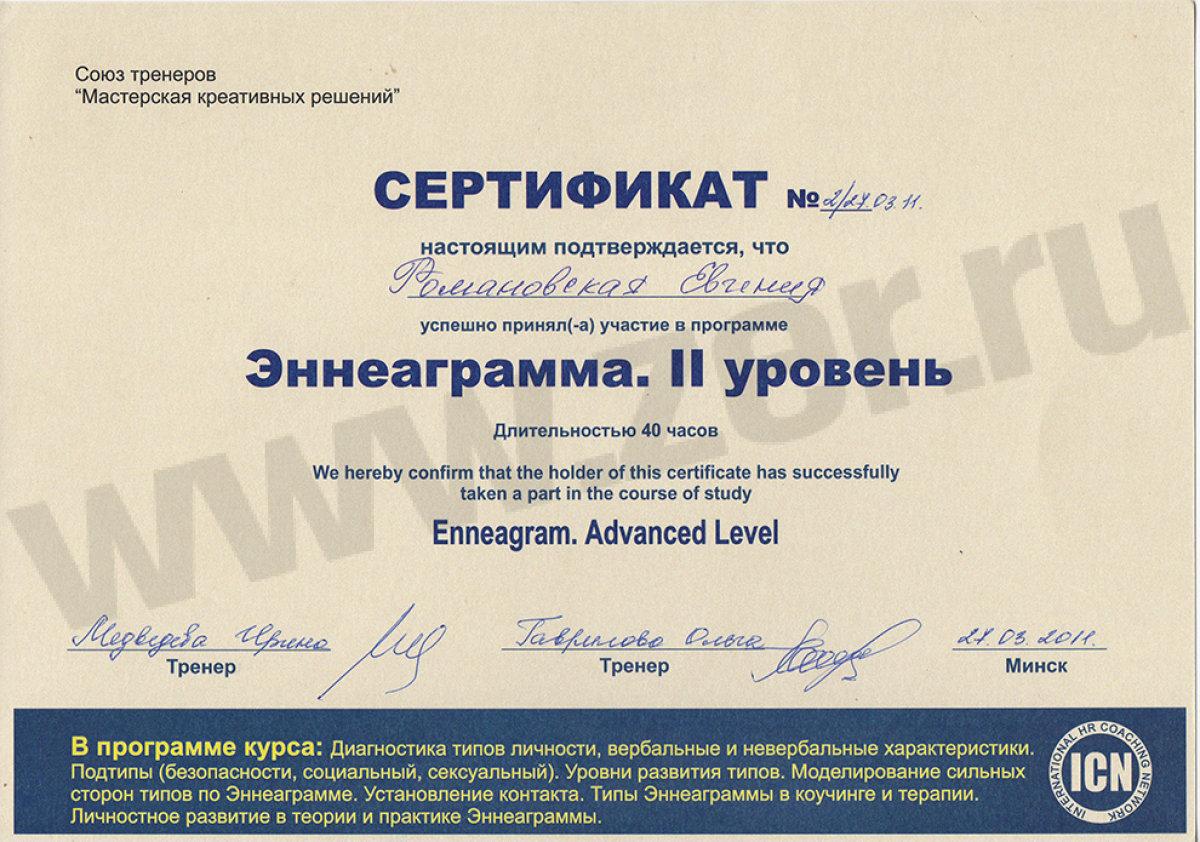 Союз тренеров
“Мастерская креативных решений”
СЕРТИФИКАТ №2/27.03.11.
настоящим подтверждается, что
Романовская Евгения
успешно принял(-а) участие в программе
Эннеаграмма. II уровень
Длительностью 40 часов
We hereby confirm that the holder of this certificate has successfully
taken a part in the course of study
Enneagram. Advanced Level
Медведева Ирина Гаврилова Ольга 27.03.2011.
Тренер Тренер Минск
В программе курса: Диагностика типов личности, вербальные и невербальные характеристики.
Подтипы (безопасности, социальный, сексуальный). Уровни развития типов. Моделирование сильных
сторон типов по Эннеаграмме. Установление контакта. Типы Эннеаграммы в коучинге и терапии.
Личностное развитие в теории и практике Эннеаграммы.
INTERNATIONAL HR COACHING NETWORK
ICN
www.zor.ru